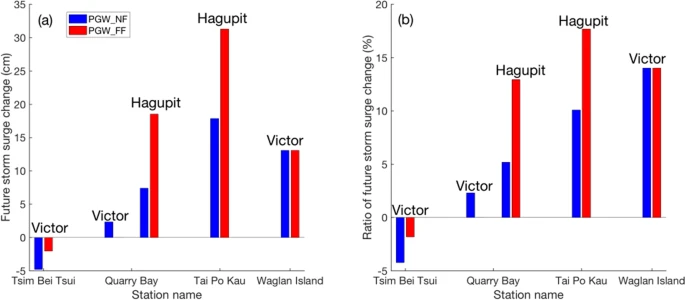 (a)
PGW_NF
PGW_FF
Hagupit
Hagupit
Victor
Victor
Victor
35
30
25
20
15
10
5
0
-5
Future storm surge change (cm)
Tsim Bei Tsui
Quarry Bay
Tai Po Kau
Waglan Island
Station name
(b)
Hagupit
Hagupit
Victor
Victor
Victor
20
15
10
5
0
-5
Ratio of future storm surge change (%)
Tsim Bei Tsui
Quarry Bay
Tai Po Kau
Waglan Island
Station name